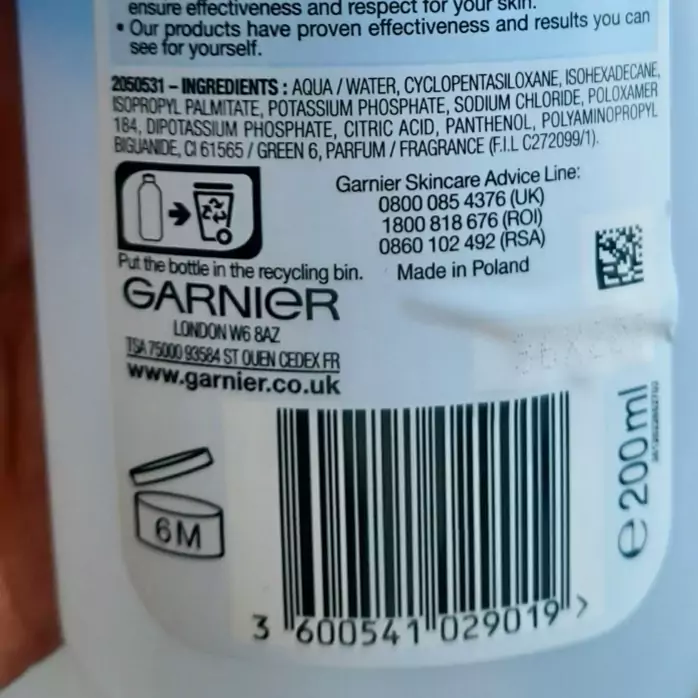 ensure effectiveness and respect for your skin.
• Our products have proven effectiveness and results you can
see for yourself.
2050531 – INGREDIENTS : AQUA / WATER, CYCLOPENTASILOXANE, ISOHEXADECANE,
ISOPROPYL PALMITATE, POTASSIUM PHOSPHATE, SODIUM CHLORIDE, POLOXAMER
184, DIPOTASSIUM PHOSPHATE, CITRIC ACID, PANTHENOL, POLYAMINOPROPYL
BIGUANIDE, CI 61565 / GREEN 6, PARFUM / FRAGRANCE (F.I.L C272099/1).
Garnier Skincare Advice Line:
0800 085 4376 (UK)
1800 818 676 (ROI)
0860 102 492 (RSA)
Made in Poland
Put the bottle in the recycling bin.
GARNIER
LONDON W6 8AZ
TSA 75000 93584 ST OUEN CEDEX FR
www.garnier.co.uk
6M
e 200ml
3 600541 029019 >